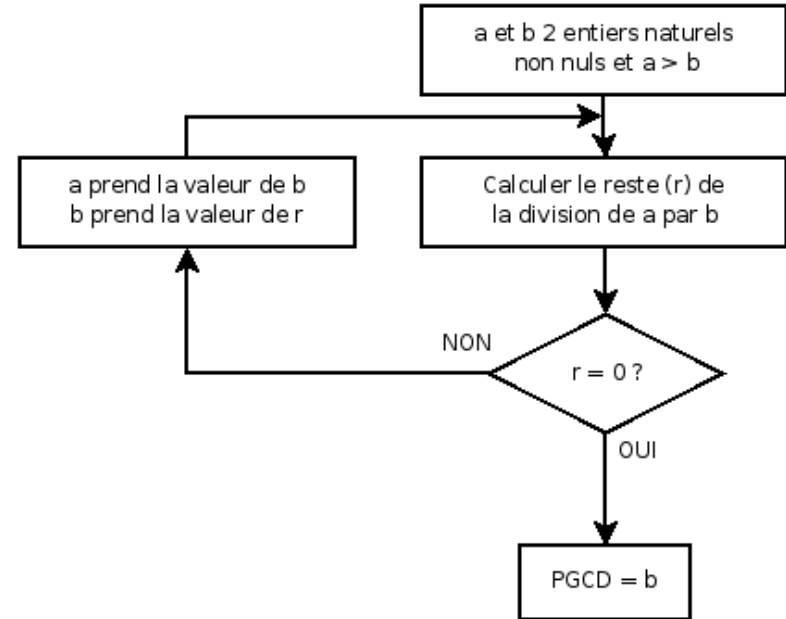 a et b 2 entiers naturels
non nuls et a > b
a prend la valeur de b
b prend la valeur de r
Calculer le reste (r) de
la division de a par b
NON
r = 0 ?
OUI
PGCD = b